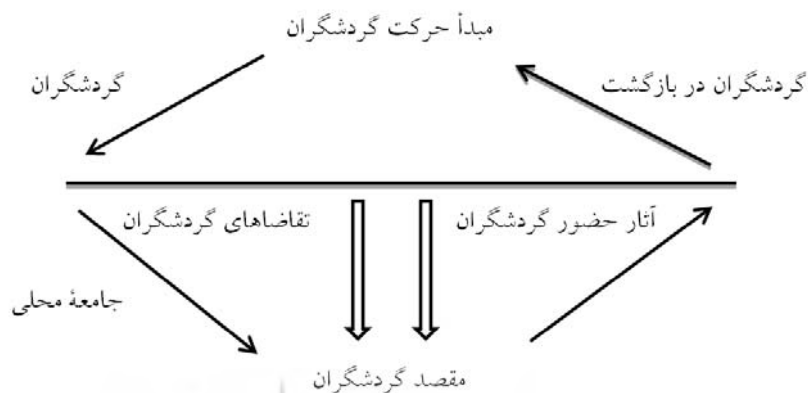 مبدأ حرکت گردشگران
گردشگران در بازگشت
گردشگران
آثار حضور گردشگران
تقاضاهای گردشگران
جامعهٔ محلی
مقصد گردشگران